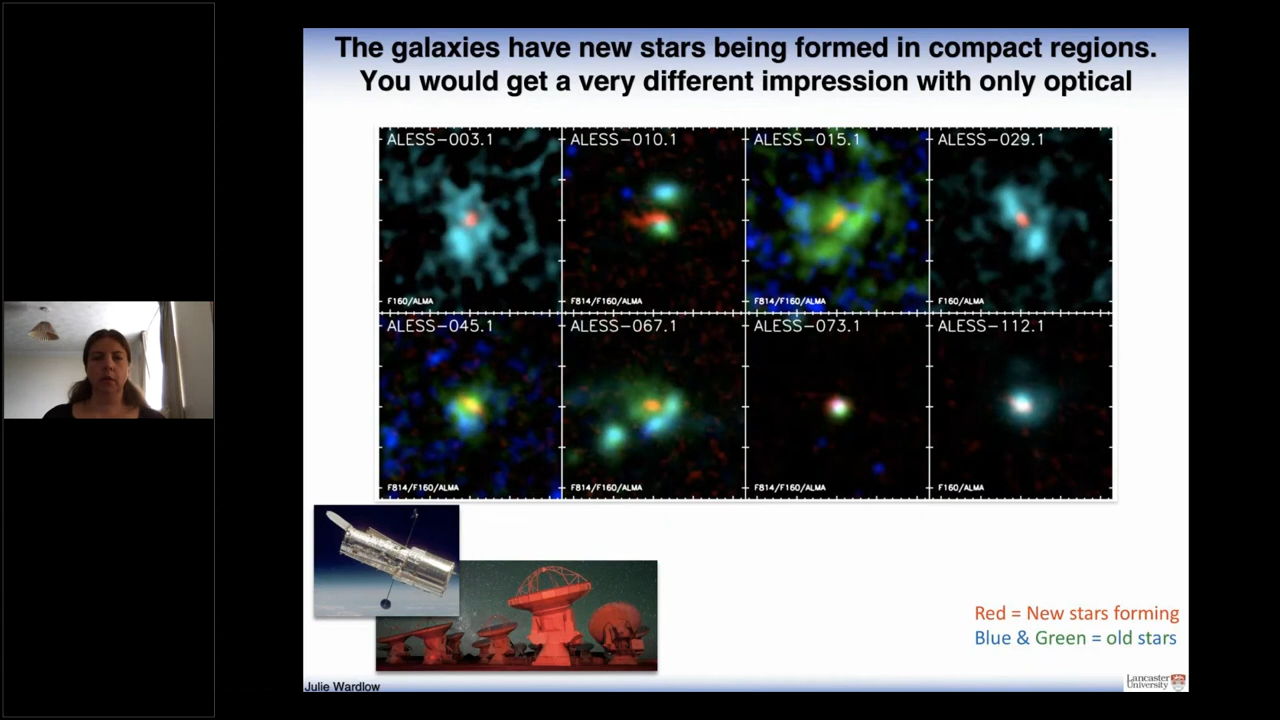 The galaxies have new stars being formed in compact regions.
You would get a very different impression with only optical
ALESS-003.1
ALESS-010.1
ALESS-015.1
ALESS-029.1
F160/ALMA
F814/F160/ALMA
F814/F160/ALMA
F160/ALMA
ALESS-045.1
ALESS-067.1
ALESS-073.1
ALESS-112.1
F814/F160/ALMA
F814/F160/ALMA
F814/F160/ALMA
F160/ALMA
Red = New stars forming
Blue & Green = old stars
Julie Wardlow
Lancaster
University